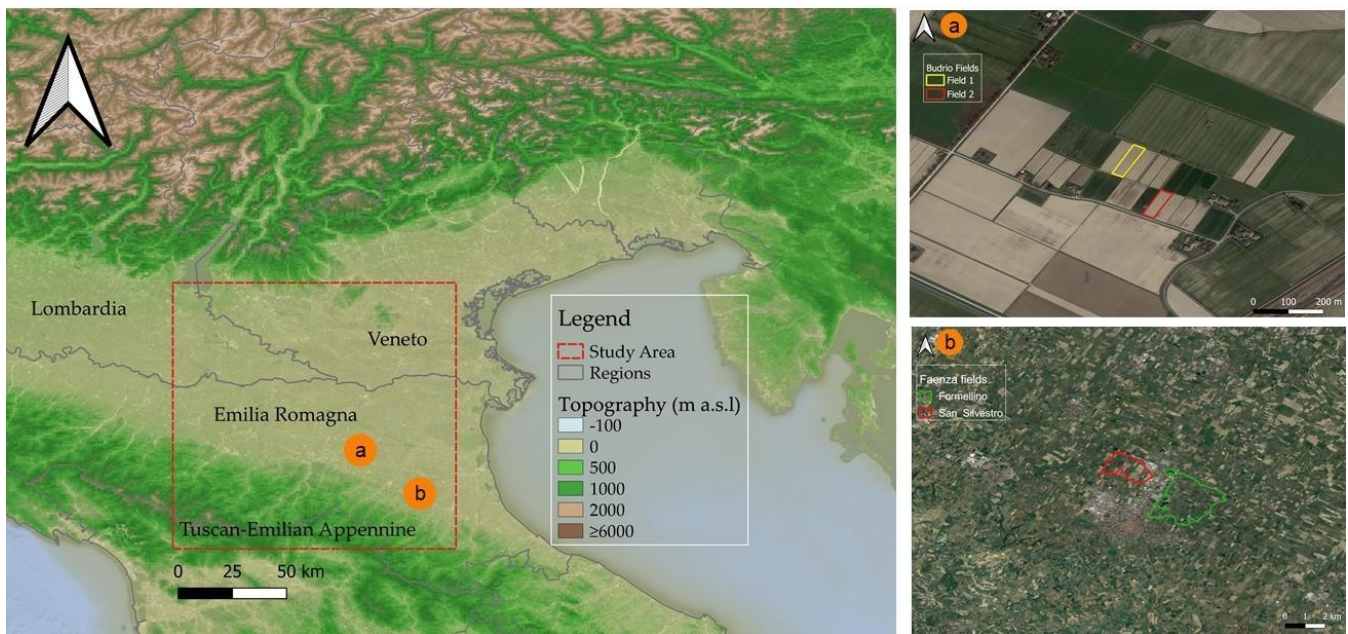 Lombardia
Veneto
Emilia Romagna
a
b
Tuscan-Emilian Appennine
0 25 50 km
Legend
Study Area
Regions
Topography (m a.s.l)
-100
0
500
1000
2000
≥6000
a
Budrio Fields
Field 1
Field 2
0 100 200 m
b
Faenza fields
Formellino
San_Silvestro
0 1 2 km